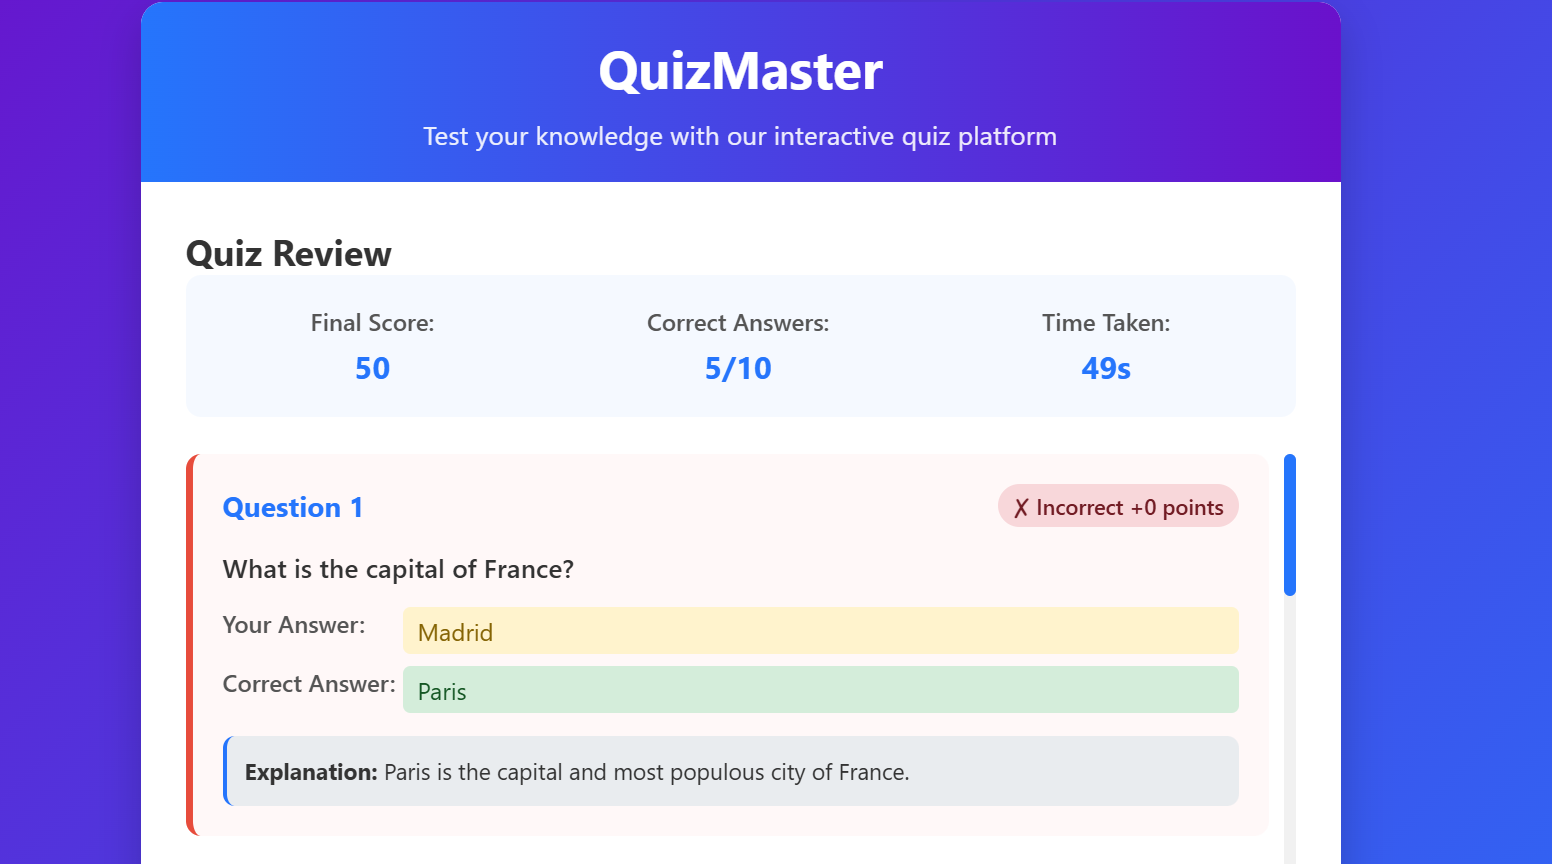 QuizMaster
Test your knowledge with our interactive quiz platform
Quiz Review
Final Score:
50
Correct Answers:
5/10
Time Taken:
49s
Question 1
✗ Incorrect +0 points
What is the capital of France?
Your Answer:
Madrid
Correct Answer:
Paris
Explanation: Paris is the capital and most populous city of France.